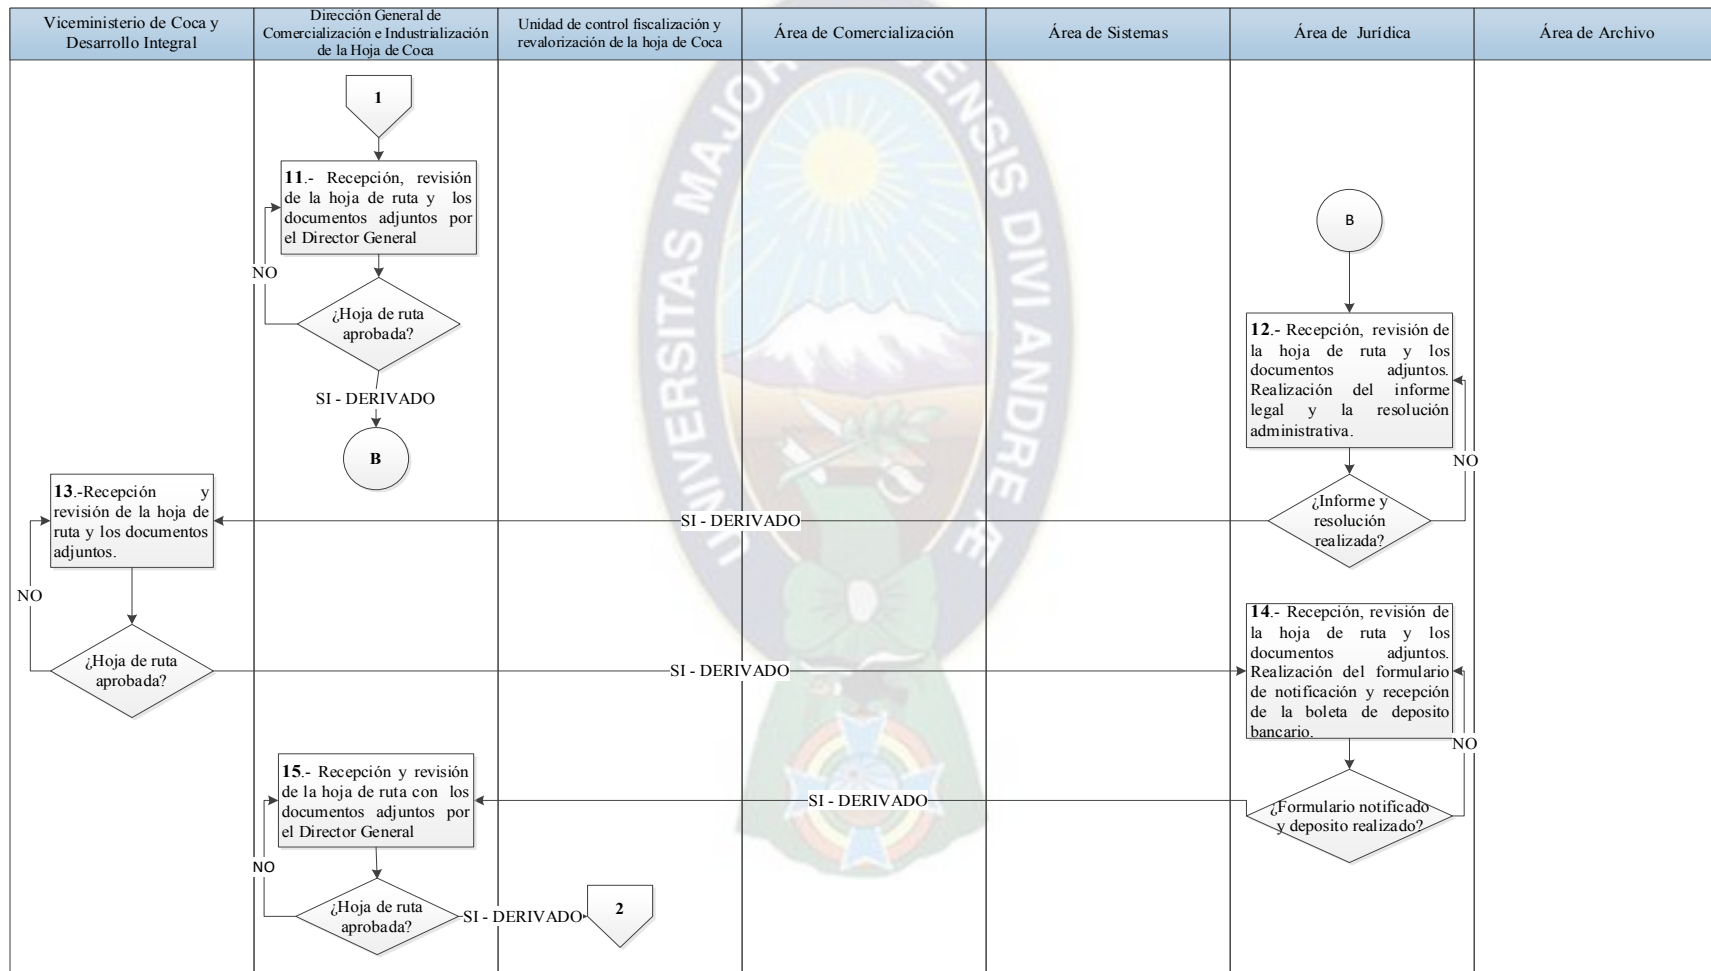 Viceministerio de Coca y
Desarrollo Integral
Dirección General de
Comercialización e Industrialización
de la Hoja de Coca
Unidad de control fiscalización y
revalorización de la hoja de Coca
Área de Comercialización
Área de Sistemas
Área de Jurídica
Área de Archivo
1
11.- Recepción, revisión
de la hoja de ruta y los
documentos adjuntos por
el Director General
NO
¿Hoja de ruta
aprobada?
SI - DERIVADO
B
B
12.- Recepción, revisión de
la hoja de ruta y los
documentos adjuntos.
Realización del informe
legal y la resolución
administrativa.
NO
¿Informe y
resolución
realizada?
SI - DERIVADO
13.-Recepción y
revisión de la hoja de
ruta y los documentos
adjuntos.
NO
¿Hoja de ruta
aprobada?
SI - DERIVADO
14.- Recepción, revisión de
la hoja de ruta y los
documentos adjuntos.
Realización del formulario
de notificación y recepción
de la boleta de deposito
bancario.
NO
¿Formulario notificado
y deposito realizado?
SI - DERIVADO
15.- Recepción y revisión
de la hoja de ruta con los
documentos adjuntos por
el Director General
NO
¿Hoja de ruta
aprobada?
SI - DERIVADO
2
UNIVERSITAS MAJOR PACENSIS DIVI ANDRE Æ